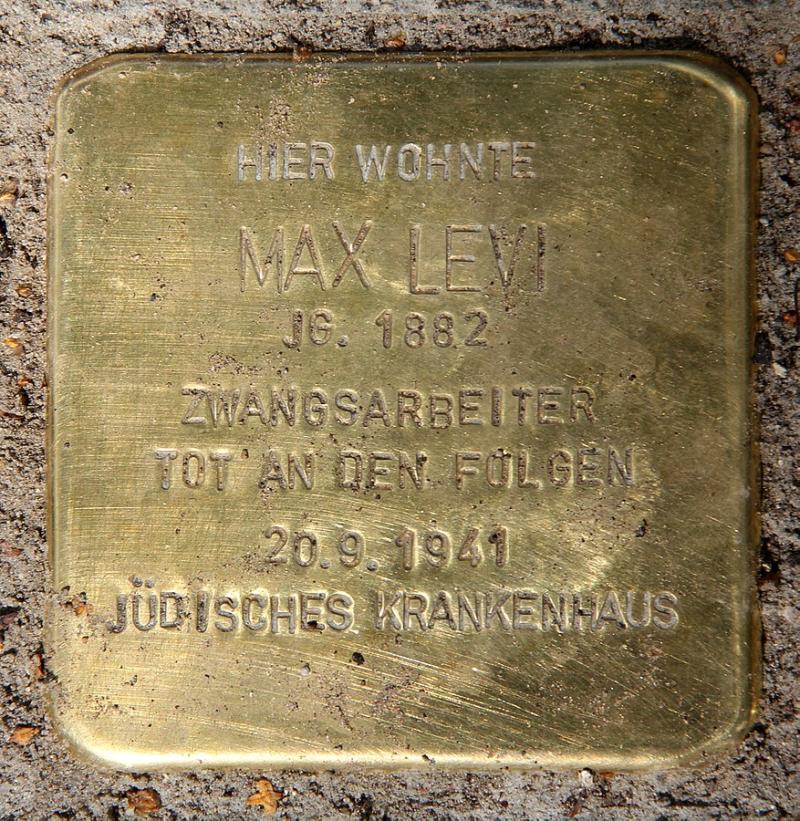 HIER WOHNTE
MAX LEVI
JG. 1882
ZWANGSARBEITER
TOT AN DEN FOLGEN
20.9.1941
JÜDISCHES KRANKENHAUS